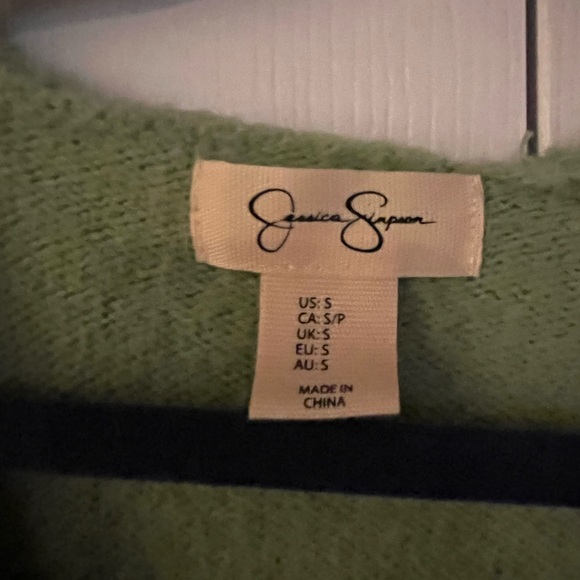 Jessica Simpson
US: S
CA: S/P
UK: S
EU: S
AU: S
MADE IN
CHINA